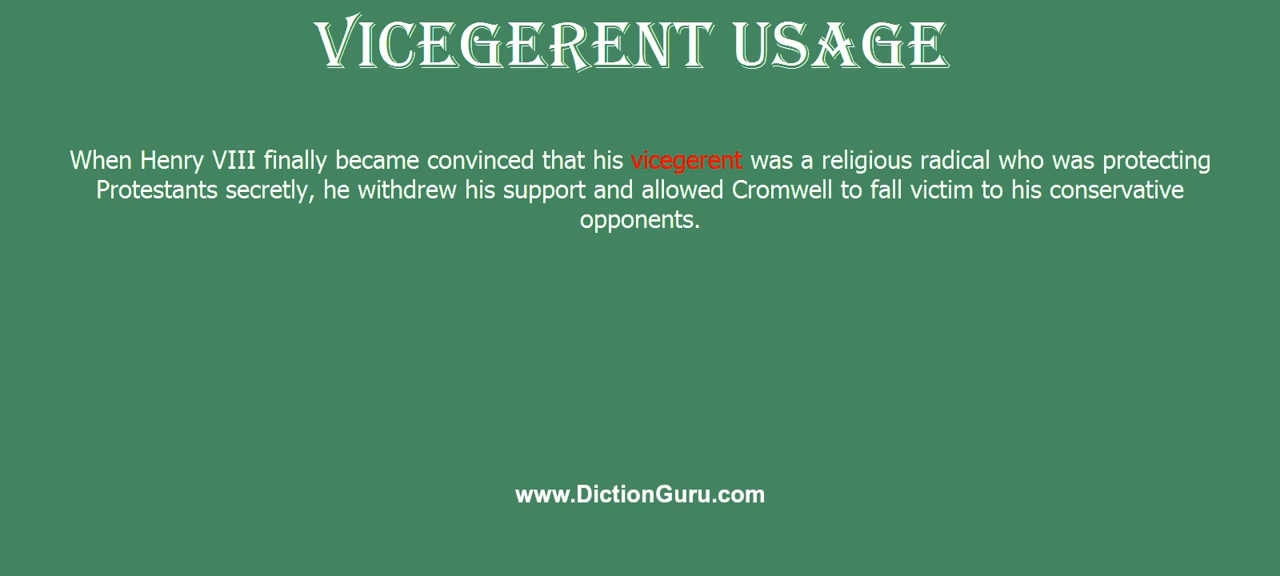 VICEGERENT USAGE
When Henry VIII finally became convinced that his vicegerent was a religious radical who was protecting
Protestants secretly, he withdrew his support and allowed Cromwell to fall victim to his conservative
opponents.
www.DictionGuru.com